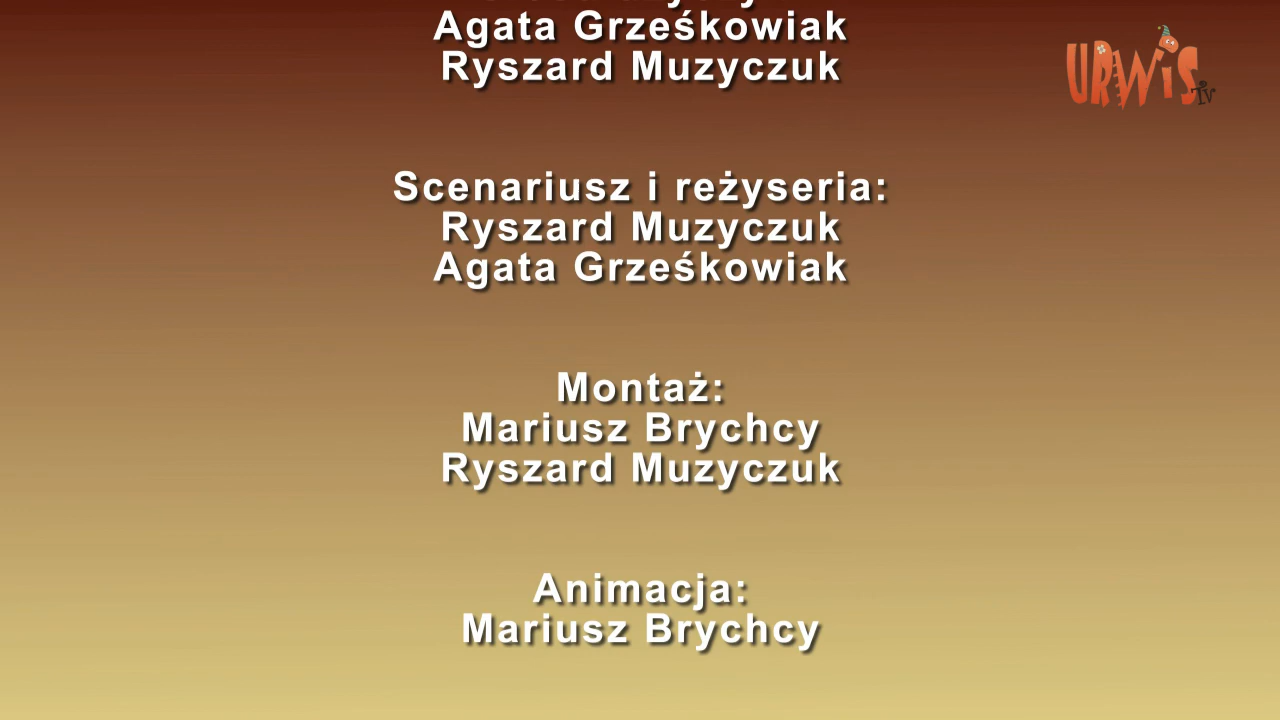 Agata Grześkowiak
Ryszard Muzyczuk
URWiS
TV
Scenariusz i reżyseria:
Ryszard Muzyczuk
Agata Grześkowiak
Montaż:
Mariusz Brychcy
Ryszard Muzyczuk
Animacja:
Mariusz Brychcy